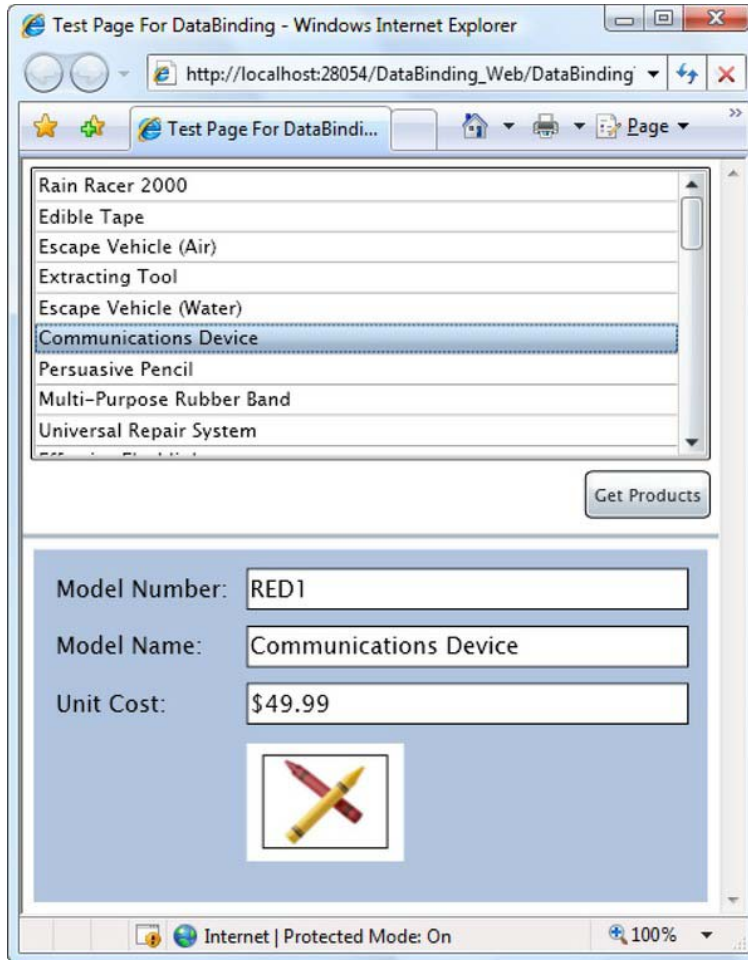 Test Page For DataBinding - Windows Internet Explorer
http://localhost:28054/DataBinding_Web/DataBinding
Test Page For DataBindi...
Page
Rain Racer 2000
Edible Tape
Escape Vehicle (Air)
Extracting Tool
Escape Vehicle (Water)
Communications Device
Persuasive Pencil
Multi-Purpose Rubber Band
Universal Repair System
Get Products
Model Number: RED1
Model Name: Communications Device
Unit Cost: $49.99
Internet | Protected Mode: On 100%